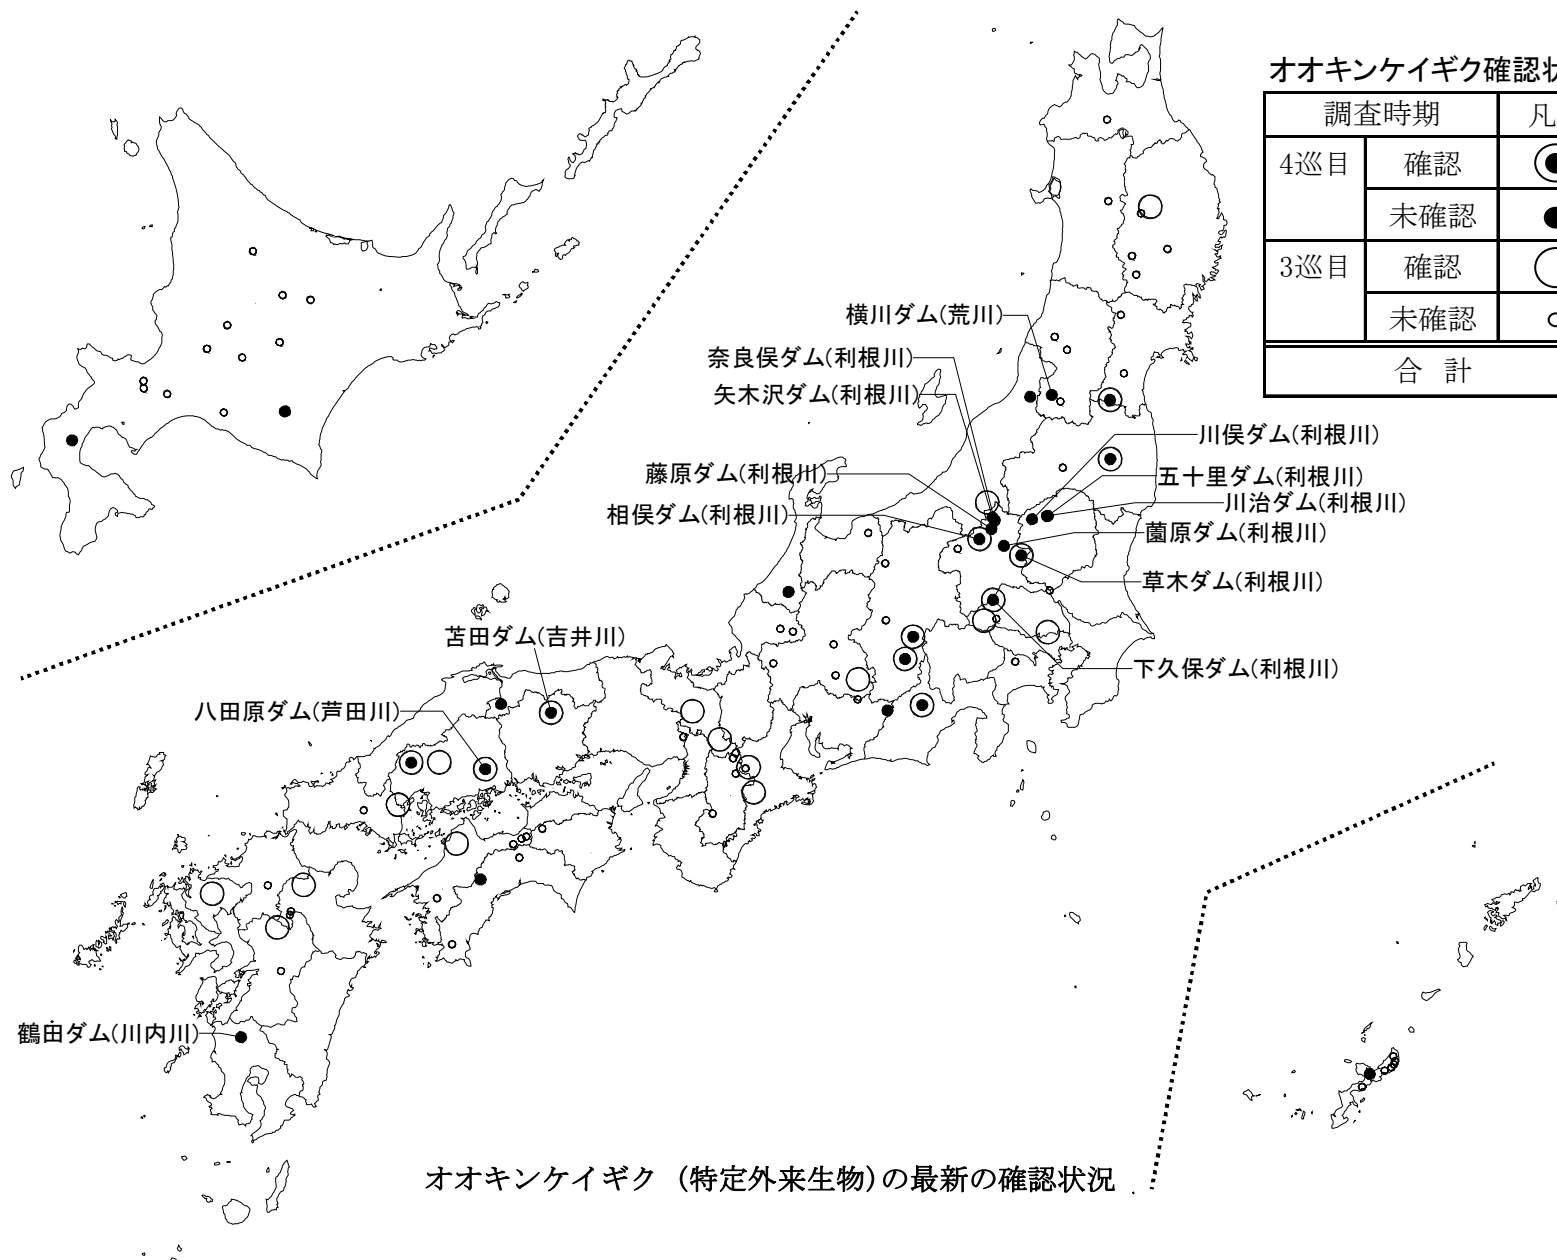 オオキンケイギク確認状
調査時期 凡
4巡目 確認
未確認
3巡目 確認
未確認
合 計
横川ダム(荒川)
奈良俣ダム(利根川)
矢木沢ダム(利根川)
川俣ダム(利根川)
藤原ダム(利根川)
五十里ダム(利根川)
川治ダム(利根川)
相俣ダム(利根川)
薗原ダム(利根川)
草木ダム(利根川)
苫田ダム(吉井川)
下久保ダム(利根川)
八田原ダム(芦田川)
鶴田ダム(川内川)
オオキンケイギク (特定外来生物)の最新の確認状況